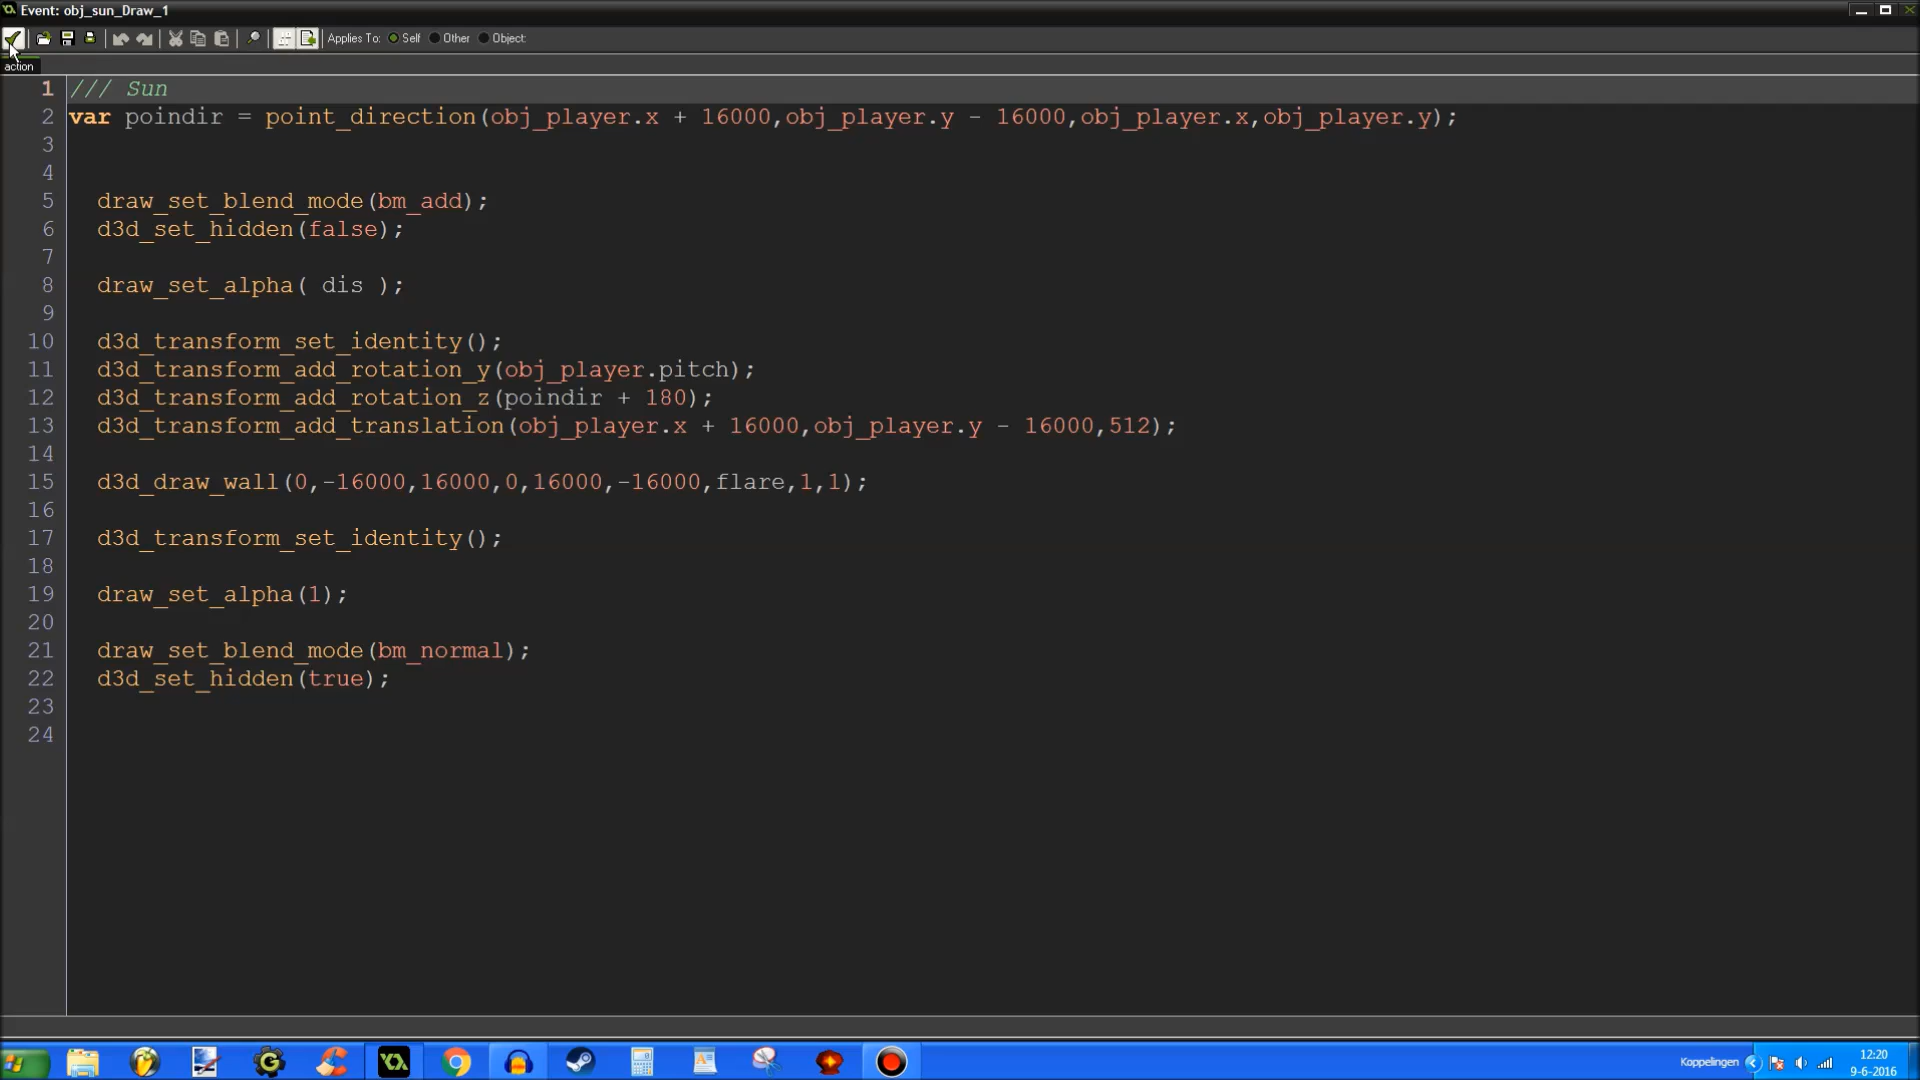 Event: obj_sun_Draw_1
Applies To: Self Other Object:
action
1 /// Sun
2 var poindir = point_direction(obj_player.x + 16000,obj_player.y - 16000,obj_player.x,obj_player.y);
3
4
5 draw_set_blend_mode(bm_add);
6 d3d_set_hidden(false);
7
8 draw_set_alpha( dis );
9
10 d3d_transform_set_identity();
11 d3d_transform_add_rotation_y(obj_player.pitch);
12 d3d_transform_add_rotation_z(poindir + 180);
13 d3d_transform_add_translation(obj_player.x + 16000,obj_player.y - 16000,512);
14
15 d3d_draw_wall(0,-16000,16000,0,16000,-16000,flare,1,1);
16
17 d3d_transform_set_identity();
18
19 draw_set_alpha(1);
20
21 draw_set_blend_mode(bm_normal);
22 d3d_set_hidden(true);
23
24
Koppelingen
12:20
9-6-2016